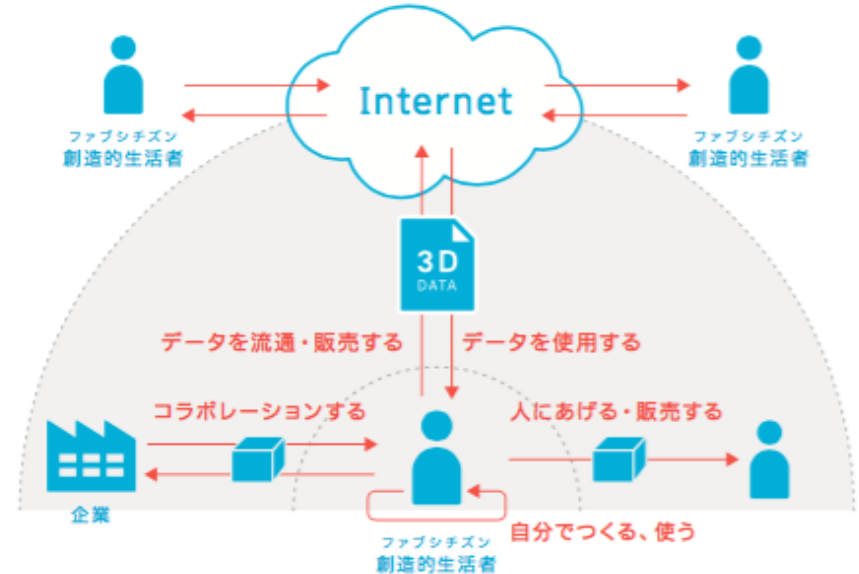 Internet
ファブシチズン
創造的生活者
ファブシチズン
創造的生活者
3D
DATA
データを流通・販売する
データを使用する
コラボレーションする
人にあげる・販売する
企業
自分でつくる、使う
ファブシチズン
創造的生活者